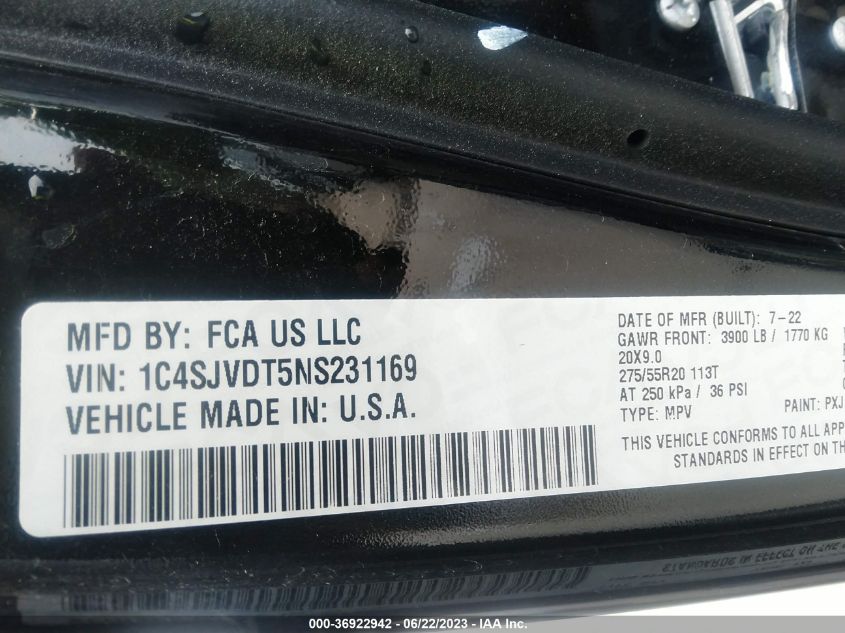 MFD BY: FCA US LLC
VIN: 1C4SJVDT5NS231169
VEHICLE MADE IN: U.S.A.
DATE OF MFR (BUILT): 7-22
GAWR FRONT: 3900 LB / 1770 KG
20X9.0
275/55R20 113T
AT 250 kPa / 36 PSI
TYPE: MPV PAINT: PXJ
THIS VEHICLE CONFORMS TO ALL APP
STANDARDS IN EFFECT ON TH
000-36922942 - 06/22/2023 - IAA Inc.